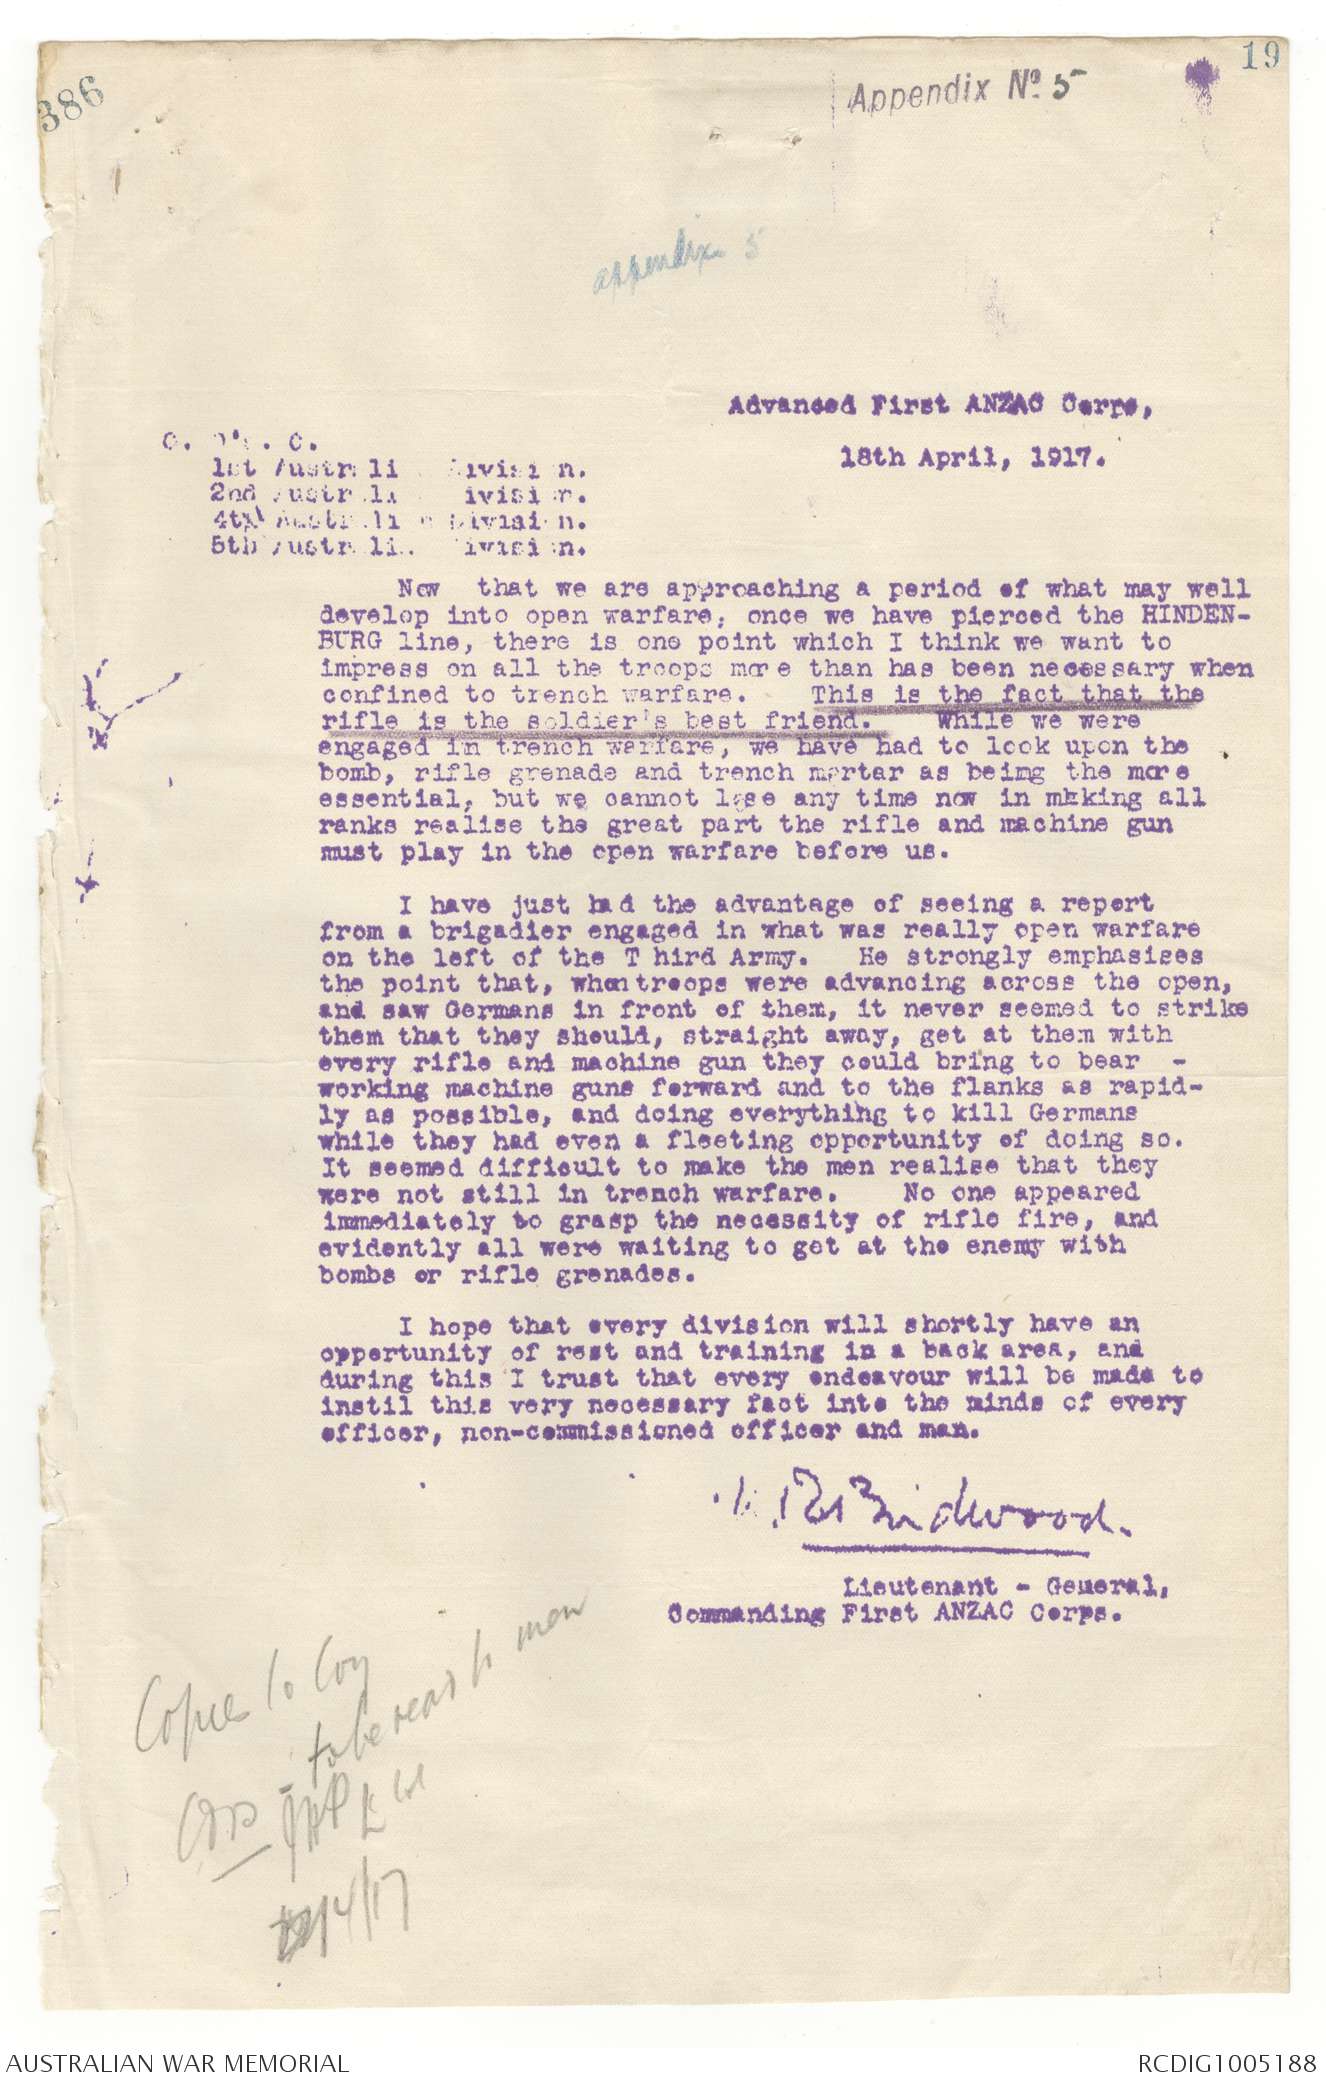 386
19
Appendix No. 5
appendix 5
Advanced First ANZAC Corps,
18th April, 1917.
G. O's. C.
1st Australian Division.
2nd Australian Division.
4th Australian Division.
5th Australian Division.
Now that we are approaching a period of what may well
develop into open warfare, once we have pierced the HINDEN-
BURG line, there is one point which I think we want to
impress on all the troops more than has been necessary when
confined to trench warfare. This is the fact that the
rifle is the soldier's best friend. While we were
engaged in trench warfare, we have had to look upon the
bomb, rifle grenade and trench mortar as being the more
essential, but we cannot lose any time now in making all
ranks realise the great part the rifle and machine gun
must play in the open warfare before us.
I have just had the advantage of seeing a report
from a brigadier engaged in what was really open warfare
on the left of the T hird Army. He strongly emphasises
the point that, when troops were advancing across the open,
and saw Germans in front of them, it never seemed to strike
them that they should, straight away, get at them with
every rifle and machine gun they could bring to bear -
working machine guns forward and to the flanks as rapid-
ly as possible, and doing everything to kill Germans
while they had even a fleeting opportunity of doing so.
It seemed difficult to make the men realise that they
were not still in trench warfare. No one appeared
immediately to grasp the necessity of rifle fire, and
evidently all were waiting to get at the enemy with
bombs or rifle grenades.
I hope that every division will shortly have an
opportunity of rest and training in a back area, and
during this I trust that every endeavour will be made to
instil this very necessary fact into the minds of every
officer, non-commissioned officer and man.
W. R. Birdwood.
Lieutenant - General,
Commanding First ANZAC Corps.
Copies to Coy
to be read to men
/4/17
AUSTRALIAN WAR MEMORIAL
RCDIG1005188